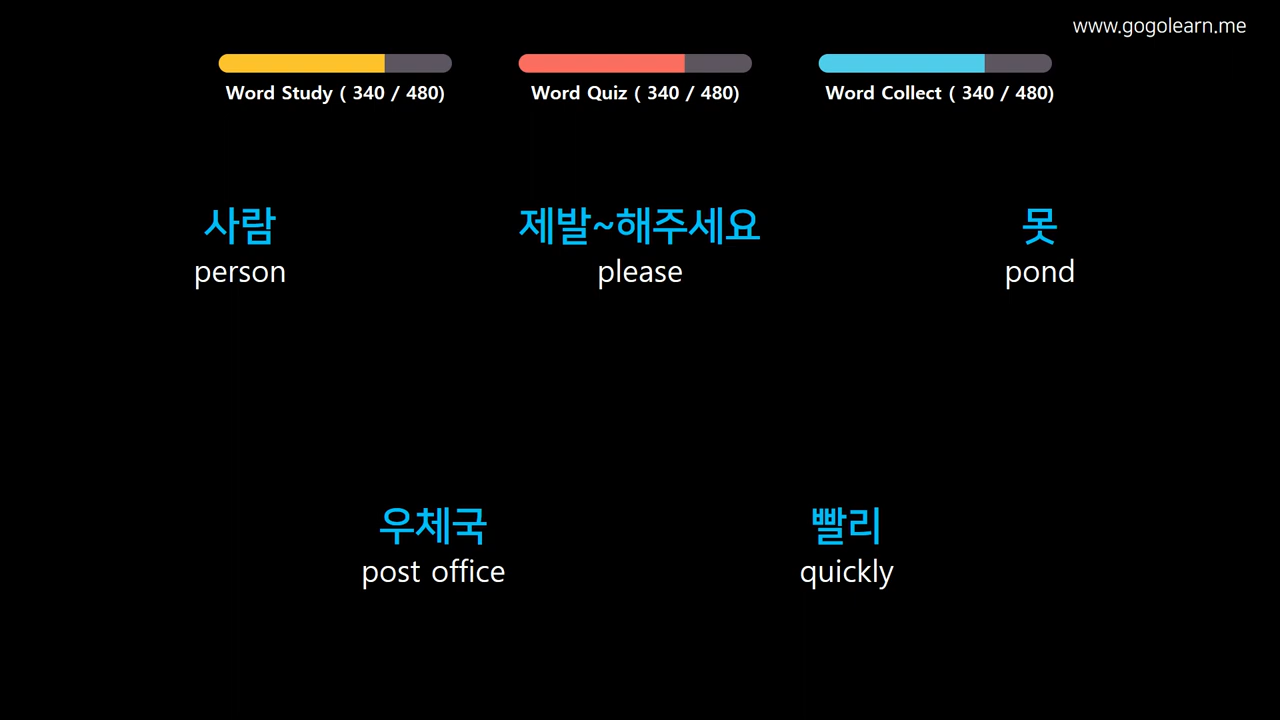 www.gogolearn.me
Word Study ( 340 / 480)
Word Quiz ( 340 / 480)
Word Collect ( 340 / 480)
사람
person
제발~해주세요
please
못
pond
우체국
post office
빨리
quickly